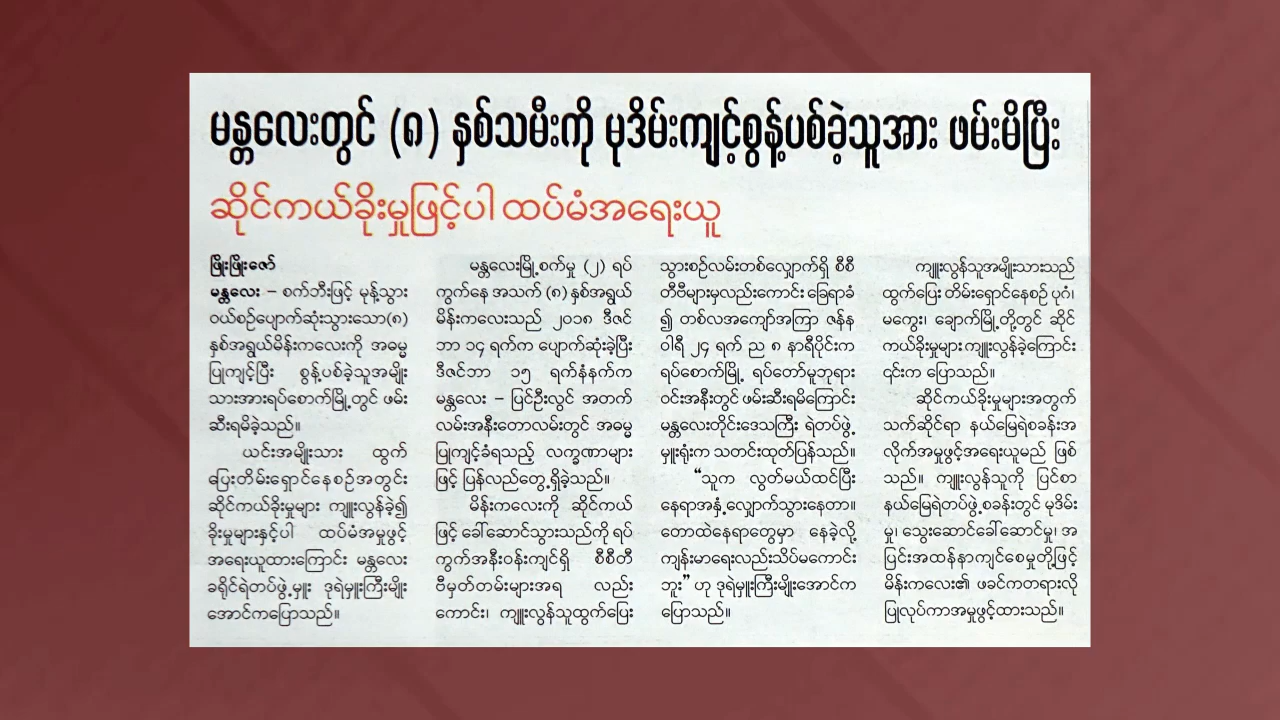 မန္တလေးတွင် (၈) နှစ်သမီးကို မုဒိမ်းကျင့်စွန့်ပစ်ခဲ့သူအား ဖမ်းမိပြီး
ဆိုင်ကယ်ခိုးမှုဖြင့်ပါ ထပ်မံအရေးယူ
ဖြိုးဖြိုးဇော်
မန္တလေး – စက်ဘီးဖြင့် မုန့်သွား
ဝယ်စဉ်ပျောက်ဆုံးသွားသော(၈)
နှစ်အရွယ်မိန်းကလေးကို အဓမ္မ
ပြုကျင့်ပြီး စွန့်ပစ်ခဲ့သူအမျိုး
သားအားရပ်စောက်မြို့တွင် ဖမ်း
ဆီးရမိခဲ့သည်။
ယင်းအမျိုးသား ထွက်
ပြေးတိမ်းရှောင်နေစဉ်အတွင်း
ဆိုင်ကယ်ခိုးမှုများ ကျူးလွန်ခဲ့၍
ခိုးမှုများနှင့်ပါ ထပ်မံအမှုဖွင့်
အရေးယူထားကြောင်း မန္တလေး
ခရိုင်ရဲတပ်ဖွဲ့မှူး ဒုရဲမှူးကြီးမျိုး
အောင်ကပြောသည်။
မန္တလေးမြို့စက်မှု (၂) ရပ်
ကွက်နေ အသက် (၈) နှစ်အရွယ်
မိန်းကလေးသည် ၂၀၁၈ ဒီဇင်
ဘာ ၁၄ ရက်က ပျောက်ဆုံးခဲ့ပြီး
ဒီဇင်ဘာ ၁၅ ရက်နံနက်က
မန္တလေး – ပြင်ဦးလွင် အတက်
လမ်းအနီးတောလမ်းတွင် အဓမ္မ
ပြုကျင့်ခံရသည့် လက္ခဏာများ
ဖြင့် ပြန်လည်တွေ့ရှိခဲ့သည်။
မိန်းကလေးကို ဆိုင်ကယ်
ဖြင့် ခေါ်ဆောင်သွားသည်ကို ရပ်
ကွက်အနီးဝန်းကျင်ရှိ စီစီတီ
ဗီမှတ်တမ်းများအရ လည်း
ကောင်း၊ ကျူးလွန်သူထွက်ပြေး
သွားစဉ်လမ်းတစ်လျှောက်ရှိ စီစီ
တီဗီများမှလည်းကောင်း ခြေရာခံ
၍ တစ်လအကျော်အကြာ ဇန်န
ဝါရီ ၂၄ ရက် ည ၈ နာရီပိုင်းက
ရပ်စောက်မြို့ ရပ်တော်မူဘုရား
ဝင်းအနီးတွင် ဖမ်းဆီးရမိကြောင်း
မန္တလေးတိုင်းဒေသကြီး ရဲတပ်ဖွဲ့
မှူးရုံးက သတင်းထုတ်ပြန်သည်။
“သူက လွတ်မယ်ထင်ပြီး
နေရာအနှံ့လျှောက်သွားနေတာ။
တောထဲနေရာတွေမှာ နေခဲ့လို့
ကျန်းမာရေးလည်းသိပ်မကောင်း
ဘူး” ဟု ဒုရဲမှူးကြီးမျိုးအောင်က
ပြောသည်။
ကျူးလွန်သူအမျိုးသားသည်
ထွက်ပြေး တိမ်းရှောင်နေစဉ် ပုဂံ၊
မကွေး၊ ချောက်မြို့တို့တွင် ဆိုင်
ကယ်ခိုးမှုများကျူးလွန်ခဲ့ကြောင်း
၎င်းက ပြောသည်။
ဆိုင်ကယ်ခိုးမှုများအတွက်
သက်ဆိုင်ရာ နယ်မြေရဲစခန်းအ
လိုက်အမှုဖွင့်အရေးယူမည် ဖြစ်
သည်။ ကျူးလွန်သူကို ပြင်စာ
နယ်မြေရဲတပ်ဖွဲ့စခန်းတွင် မုဒိမ်း
မှု၊ သွေးဆောင်ခေါ်ဆောင်မှု၊ အ
ပြင်းအထန်နာကျင်စေမှုတို့ဖြင့်
မိန်းကလေး၏ ဖခင်ကတရားလို
ပြုလုပ်ကာအမှုဖွင့်ထားသည်။